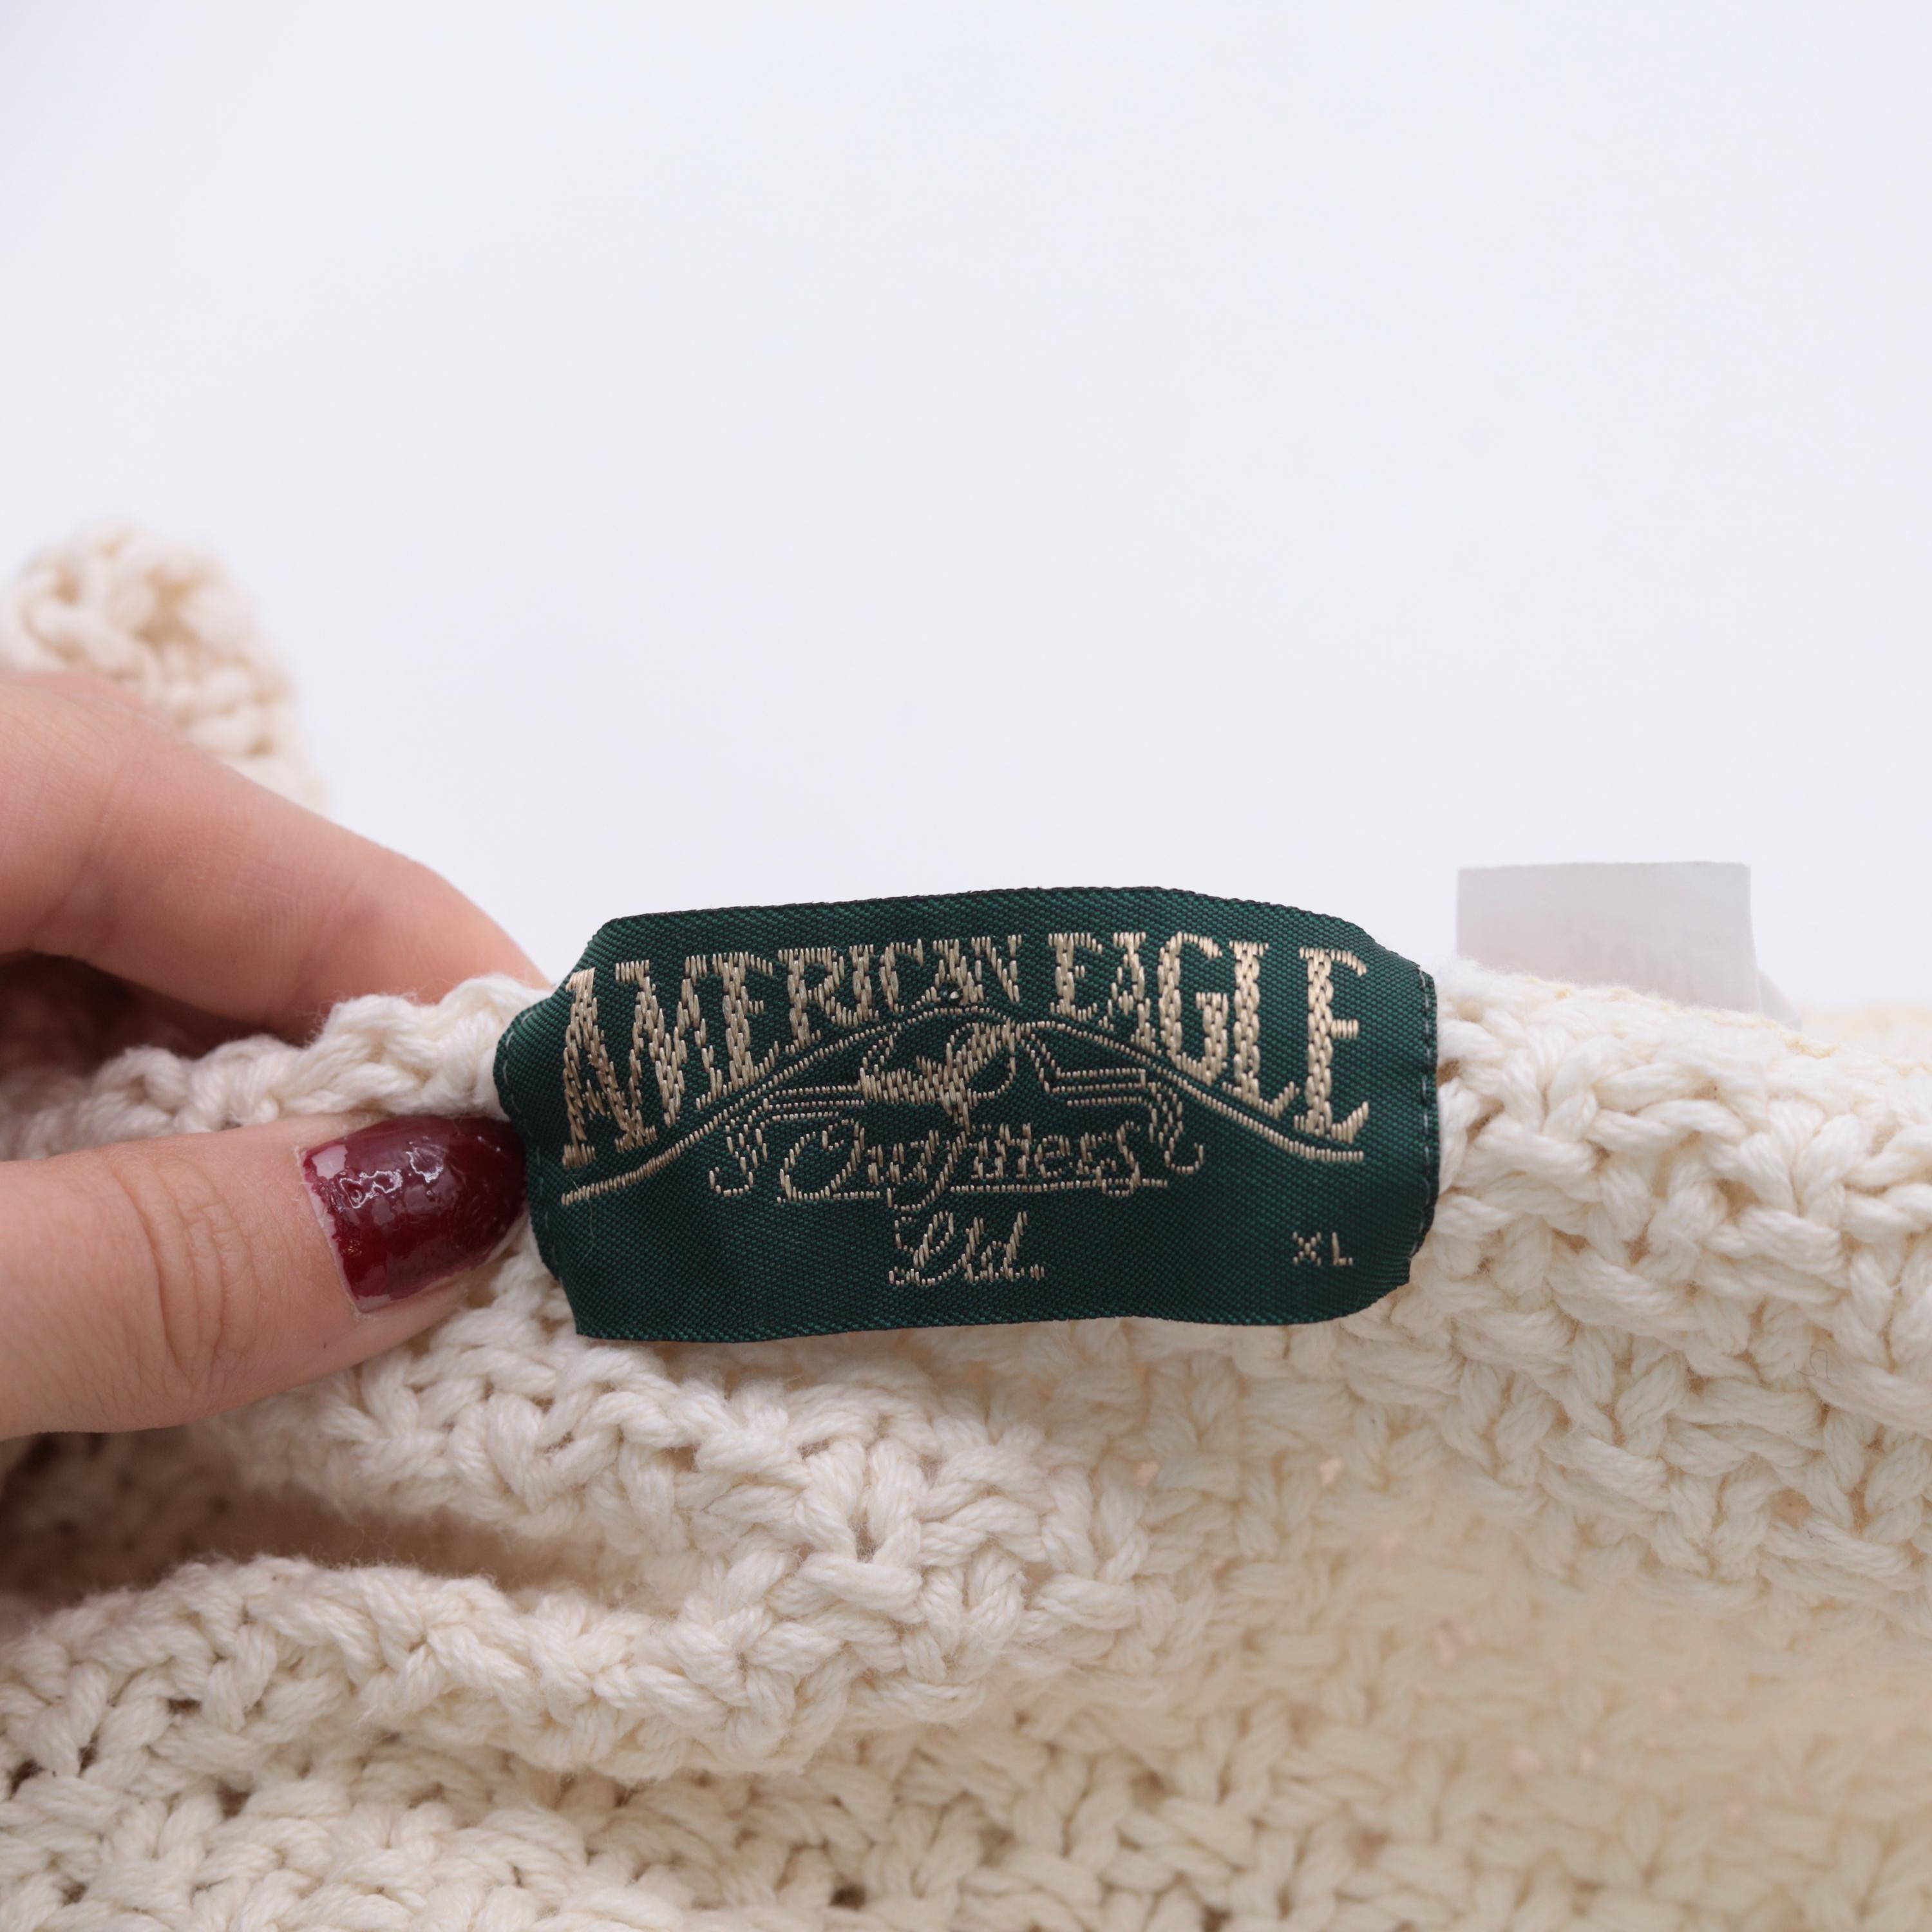 AMERICAN EAGLE
Outfitters
Ltd.
XL